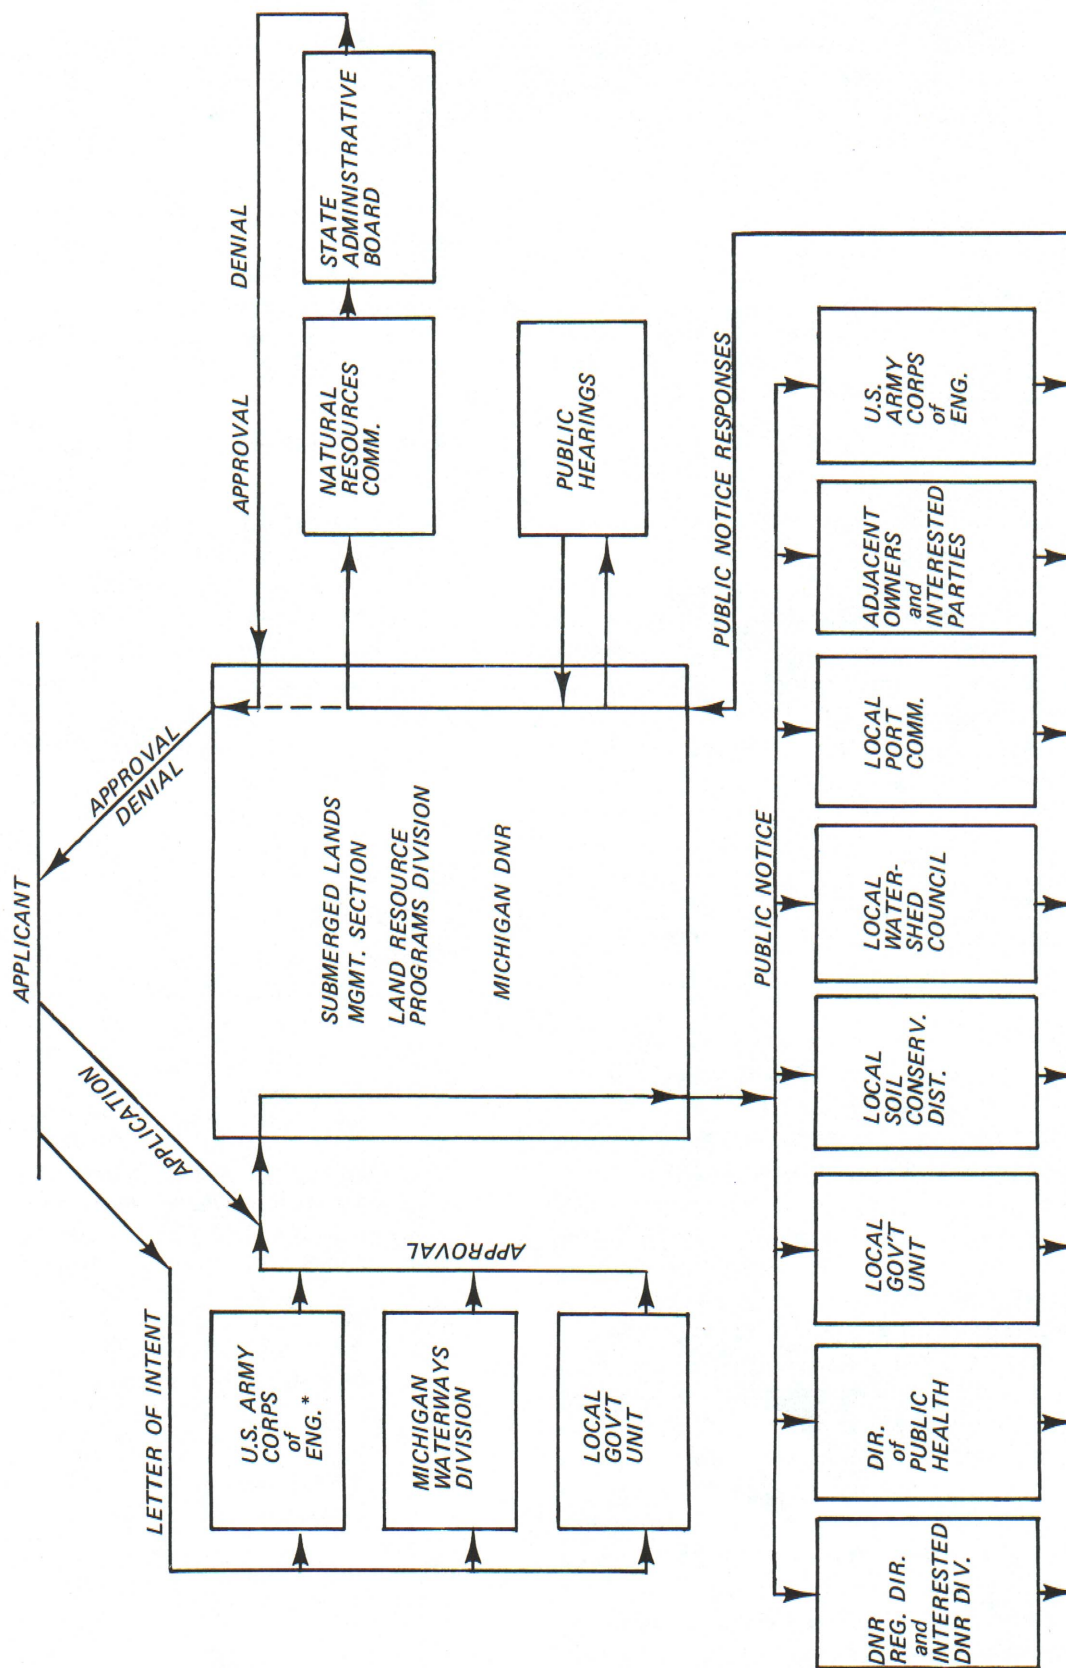 APPLICANT
LETTER OF INTENT
APPLICATION
APPROVAL
DENIAL
APPROVAL
DENIAL
U.S. ARMY
CORPS
of
ENG.*
MICHIGAN
WATERWAYS
DIVISION
LOCAL
GOV'T
UNIT
APPROVAL
SUBMERGED LANDS
MGMT. SECTION
LAND RESOURCE
PROGRAMS DIVISION
MICHIGAN DNR
NATURAL
RESOURCES
COMM.
STATE
ADMINISTRATIVE
BOARD
PUBLIC
HEARINGS
PUBLIC NOTICE
PUBLIC NOTICE RESPONSES
DNR
REG. DIR.
and
INTERESTED
DNR DIV.
DIR.
of
PUBLIC
HEALTH
LOCAL
GOV'T
UNIT
LOCAL
SOIL
CONSERV.
DIST.
LOCAL
WATER-
SHED
COUNCIL
LOCAL
PORT
COMM.
ADJACENT
OWNERS
and
INTERESTED
PARTIES
U.S.
ARMY
CORPS
of
ENG.